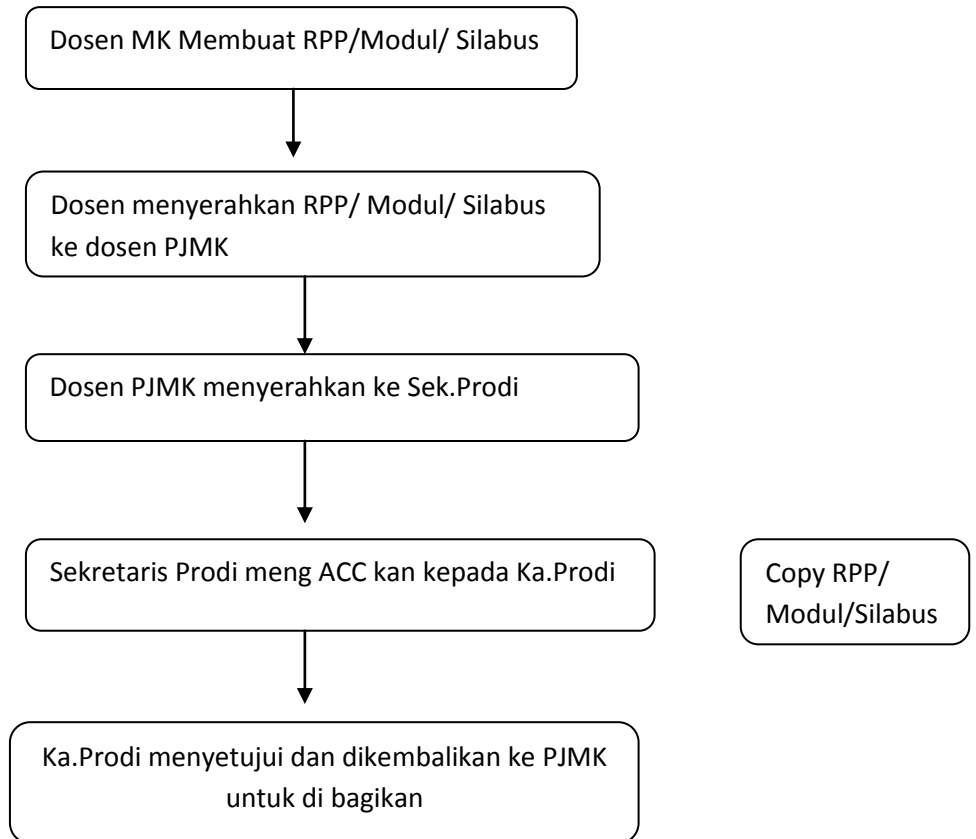 Dosen MK Membuat RPP/Modul/ Silabus
Dosen menyerahkan RPP/ Modul/ Silabus
ke dosen PJMK
Dosen PJMK menyerahkan ke Sek.Prodi
Sekretaris Prodi meng ACC kan kepada Ka.Prodi
Copy RPP/
Modul/Silabus
Ka.Prodi menyetujui dan dikembalikan ke PJMK
untuk di bagikan